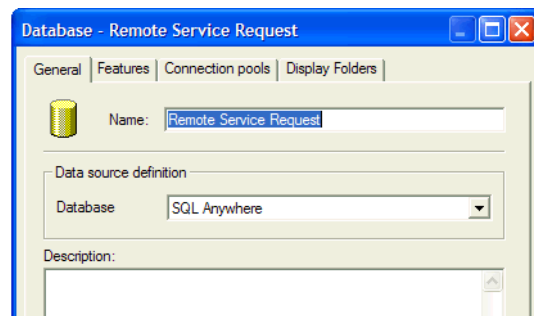 Database - Remote Service Request
General Features Connection pools Display Folders
Name: Remote Service Request
Data source definition
Database SQL Anywhere
Description: